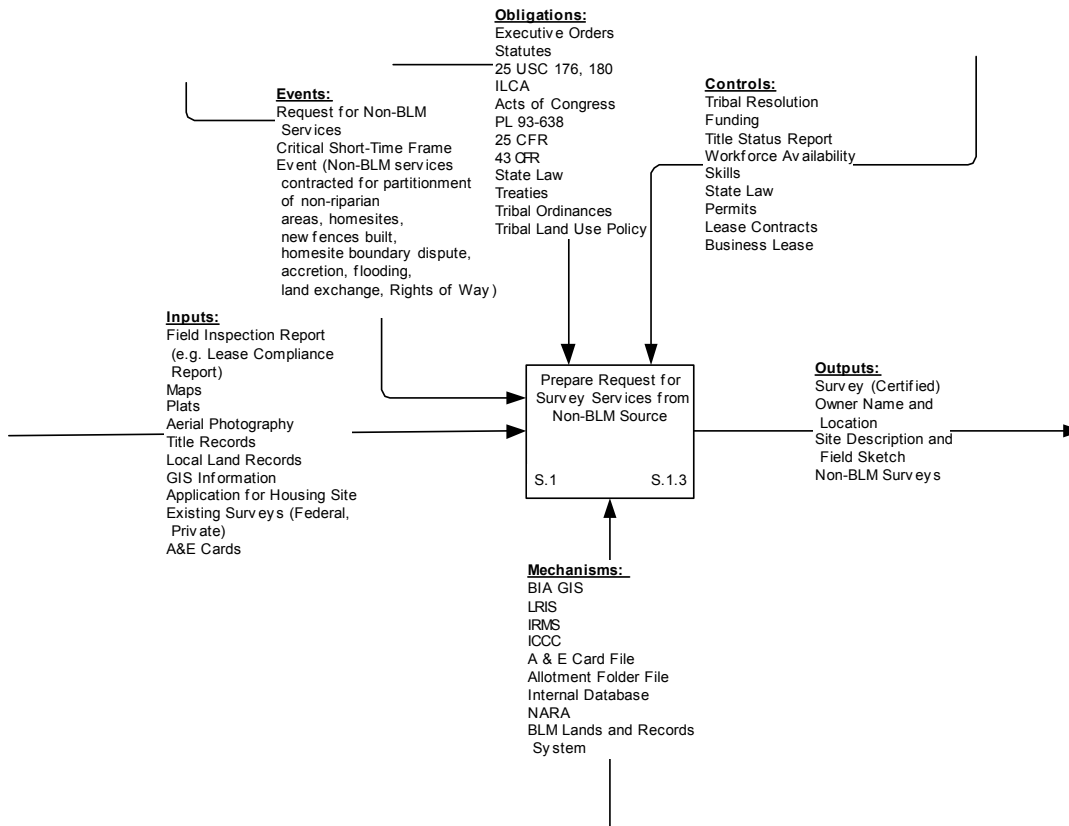 Obligations:
Executive Orders
Statutes
25 USC 176, 180
ILCA
Acts of Congress
PL 93-638
25 CFR
43 CFR
State Law
Treaties
Tribal Ordinances
Tribal Land Use Policy
Events:
Request for Non-BLM
Services
Critical Short-Time Frame
Event (Non-BLM services
contracted for partitionment
of non-riparian
areas, homesites,
new fences built,
homesite boundary dispute,
accretion, flooding,
land exchange, Rights of Way)
Controls:
Tribal Resolution
Funding
Title Status Report
Workforce Availability
Skills
State Law
Permits
Lease Contracts
Business Lease
Inputs:
Field Inspection Report
(e.g. Lease Compliance
Report)
Maps
Plats
Aerial Photography
Title Records
Local Land Records
GIS Information
Application for Housing Site
Existing Surveys (Federal,
Private)
A&E Cards
Prepare Request for
Survey Services from
Non-BLM Source
S.1 S.1.3
Outputs:
Survey (Certified)
Owner Name and
Location
Site Description and
Field Sketch
Non-BLM Surveys
Mechanisms:
BIA GIS
LRIS
IRMS
ICCC
A & E Card File
Allotment Folder File
Internal Database
NARA
BLM Lands and Records
System